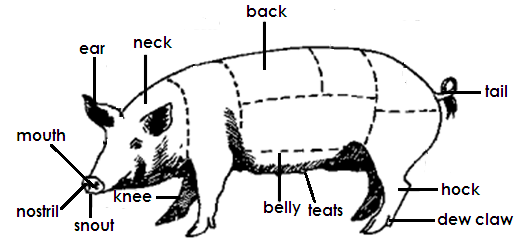 back
neck
ear
tail
mouth
knee
hock
nostril
snout
belly
teats
dew claw